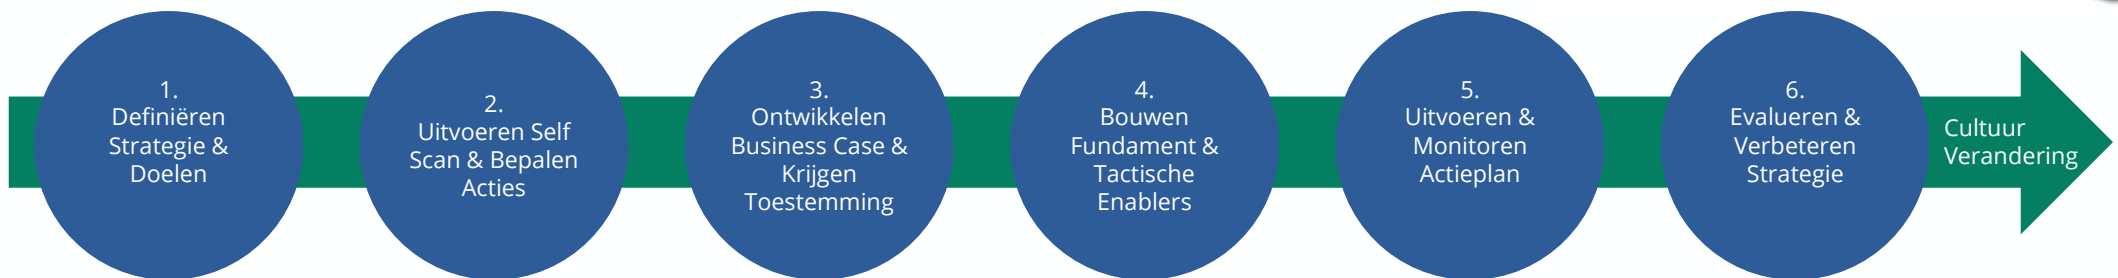 1.
Definiëren
Strategie &
Doelen
2.
Uitvoeren Self
Scan & Bepalen
Acties
3.
Ontwikkelen
Business Case &
Krijgen
Toestemming
4.
Bouwen
Fundament &
Tactische
Enablers
5.
Uitvoeren &
Monitoren
Actieplan
6.
Evalueren &
Verbeteren
Strategie
Cultuur
Verandering